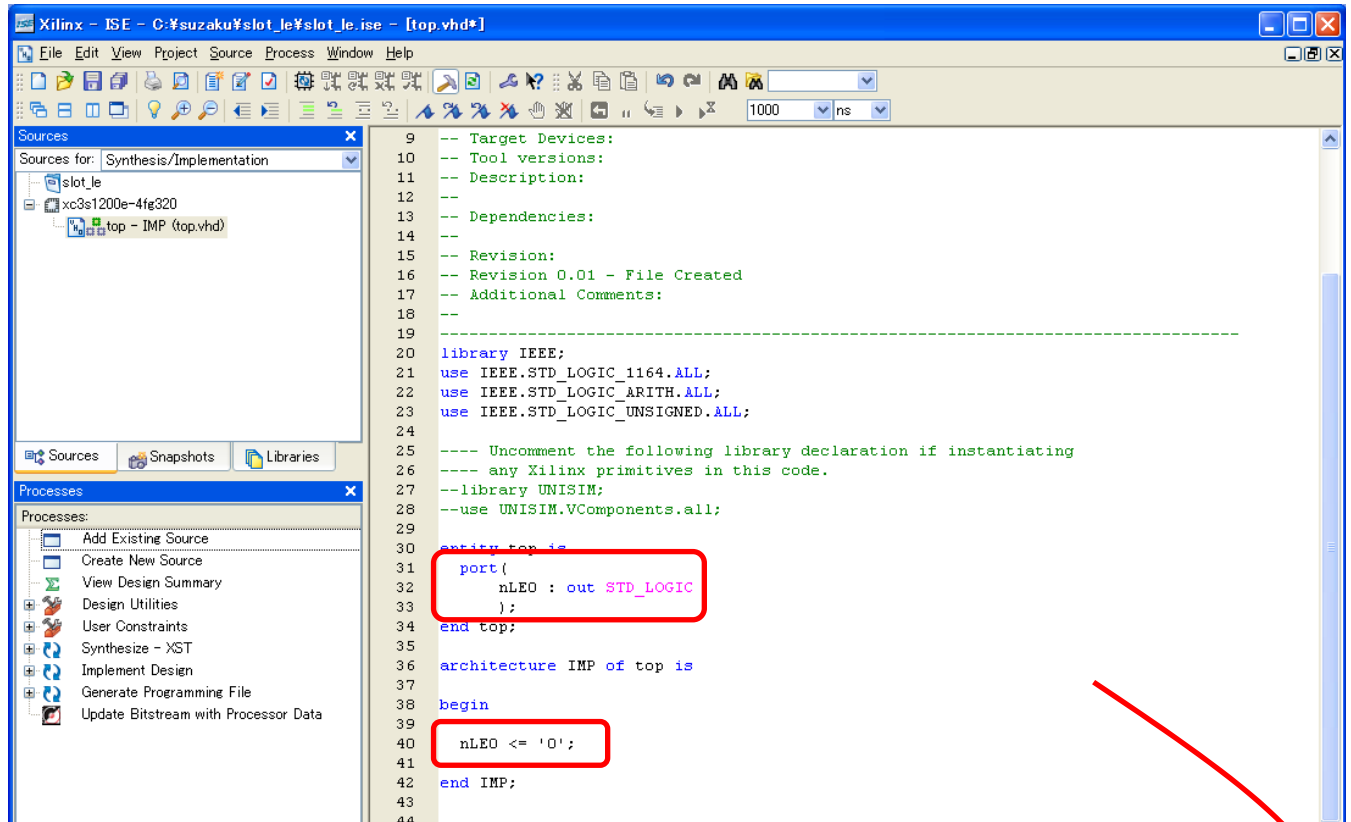 Xilinx - ISE - C:¥suzaku¥slot_le¥slot_le.ise - [top.vhd*]
File Edit View Project Source Process Window Help
1000 ns
Sources
Sources for: Synthesis/Implementation
slot_le
xc3s1200e-4fg320
top - IMP (top.vhd)
Sources Snapshots Libraries
Processes
Processes:
Add Existing Source
Create New Source
View Design Summary
Design Utilities
User Constraints
Synthesize - XST
Implement Design
Generate Programming File
Update Bitstream with Processor Data
9 -- Target Devices:
10 -- Tool versions:
11 -- Description:
12 --
13 -- Dependencies:
14 --
15 -- Revision:
16 -- Revision 0.01 - File Created
17 -- Additional Comments:
18 --
19 ----------------------------------------------------------------------------------
20 library IEEE;
21 use IEEE.STD_LOGIC_1164.ALL;
22 use IEEE.STD_LOGIC_ARITH.ALL;
23 use IEEE.STD_LOGIC_UNSIGNED.ALL;
24
25 ---- Uncomment the following library declaration if instantiating
26 ---- any Xilinx primitives in this code.
27 --library UNISIM;
28 --use UNISIM.VComponents.all;
29
30 entity top is
31 port(
32 nLE0 : out STD_LOGIC
33 );
34 end top;
35
36 architecture IMP of top is
37
38 begin
39
40 nLE0 <= '0';
41
42 end IMP;
43
44